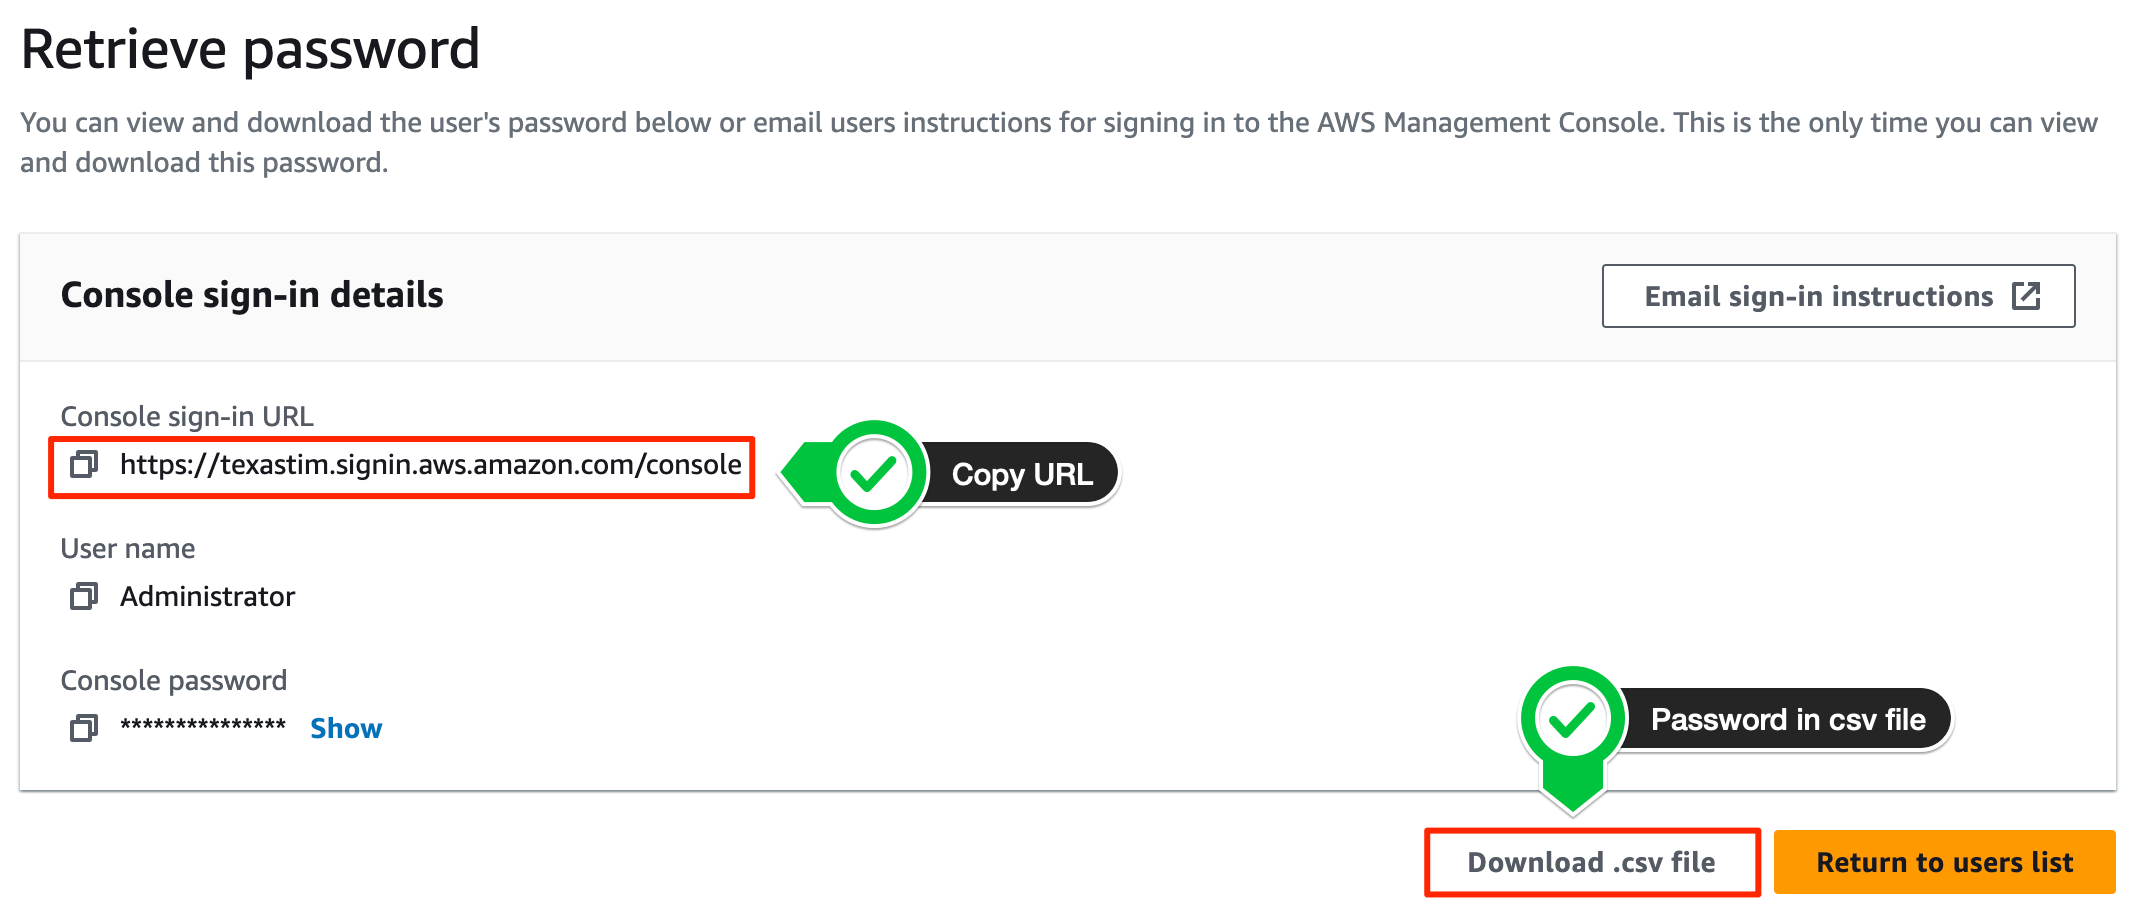 Retrieve password
You can view and download the user's password below or email users instructions for signing in to the AWS Management Console. This is the only time you can view
and download this password.
Console sign-in details
Email sign-in instructions
Console sign-in URL
https://texastim.signin.aws.amazon.com/console
Copy URL
User name
Administrator
Console password
*************** Show
Password in csv file
Download .csv file
Return to users list